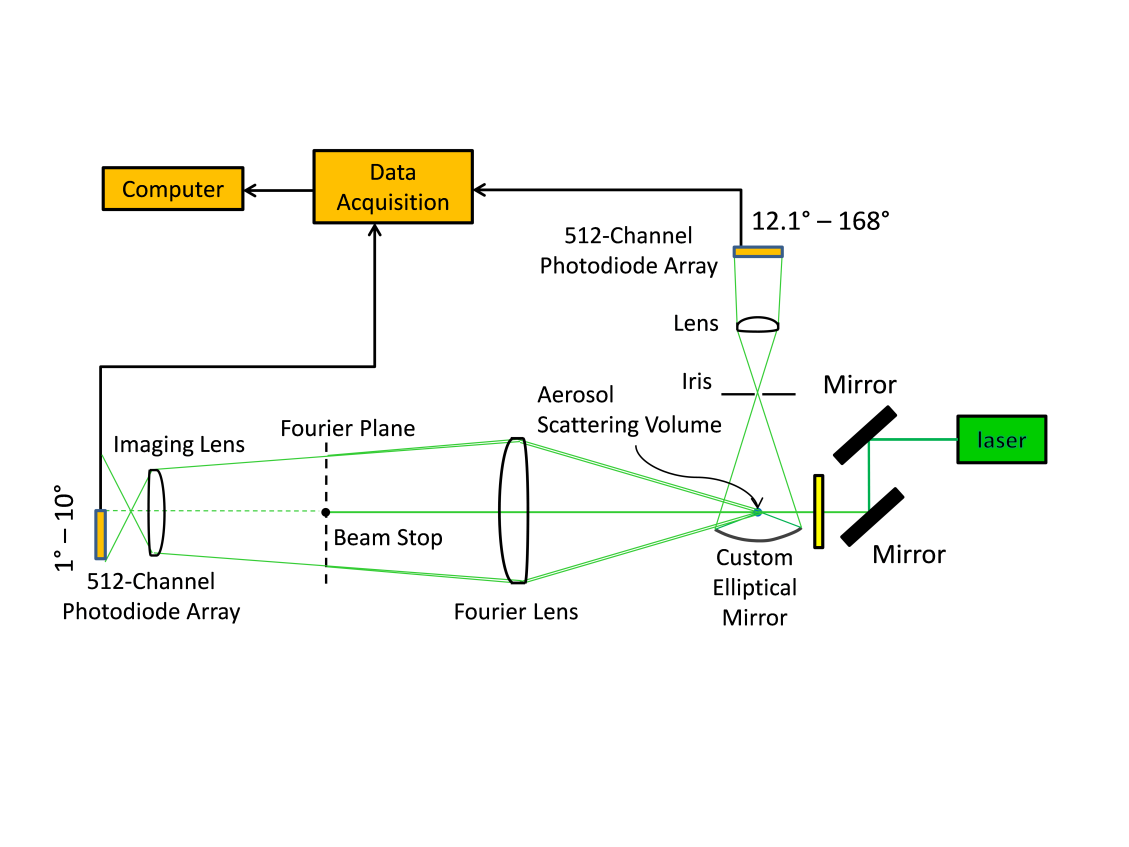 Data
Acquisition
Computer
12.1° – 168°
512-Channel
Photodiode Array
Lens
Iris
Mirror
Aerosol
Scattering Volume
laser
Fourier Plane
Imaging Lens
1° – 10°
Beam Stop
Mirror
Custom
Elliptical
Mirror
512-Channel
Photodiode Array
Fourier Lens